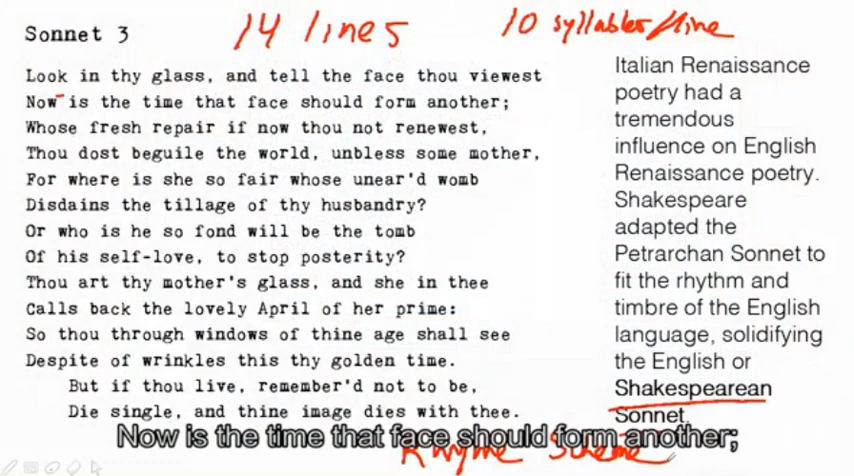 Sonnet 3
14 lines
10 syllables/line
Look in thy glass, and tell the face thou viewest
Now is the time that face should form another;
Whose fresh repair if now thou not renewest,
Thou dost beguile the world, unbless some mother,
For where is she so fair whose unear'd womb
Disdains the tillage of thy husbandry?
Or who is he so fond will be the tomb
Of his self-love, to stop posterity?
Thou art thy mother's glass, and she in thee
Calls back the lovely April of her prime:
So thou through windows of thine age shall see
Despite of wrinkles this thy golden time.
But if thou live, remember'd not to be,
Die single, and thine image dies with thee.
Italian Renaissance
poetry had a
tremendous
influence on English
Renaissance poetry.
Shakespeare
adapted the
Petrarchan Sonnet to
fit the rhythm and
timbre of the English
language, solidifying
the English or
Shakespearean
Sonnet.
Now is the time that face should form another;
Rhyme Scheme